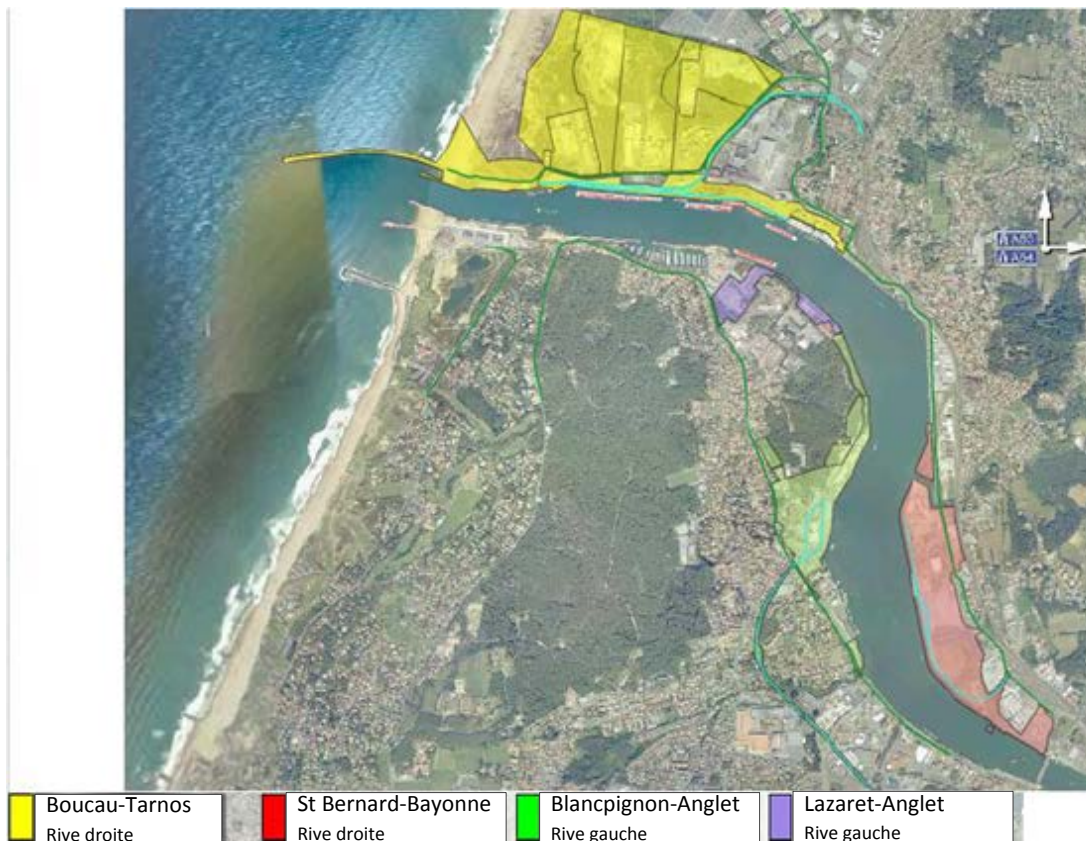 Boucau-Tarnos
Rive droite
St Bernard-Bayonne
Rive droite
Blancpignon-Anglet
Rive gauche
Lazaret-Anglet
Rive gauche